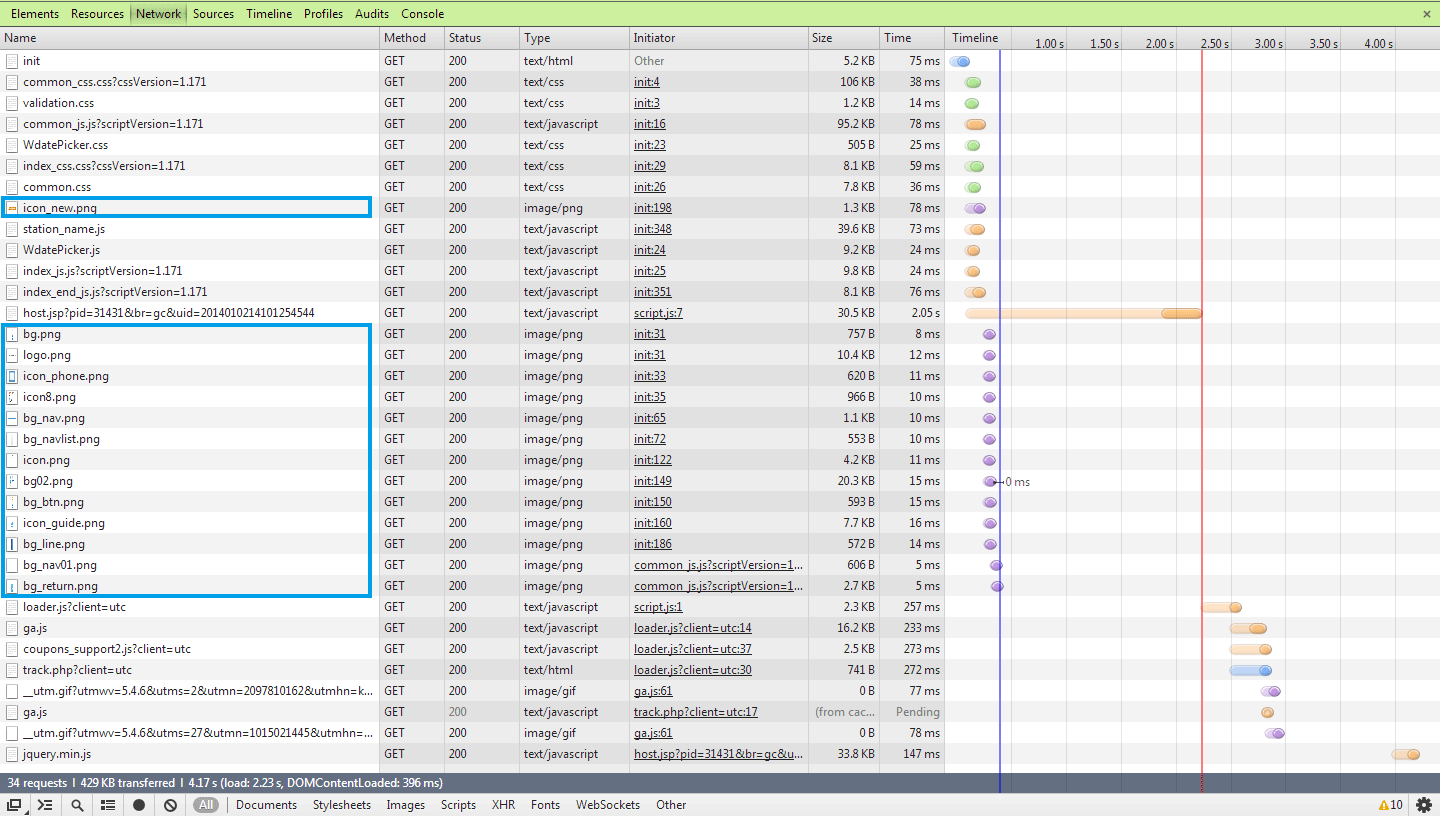 Elements Resources Network Sources Timeline Profiles Audits Console ×
Name Method Status Type Initiator Size Time Timeline 1.00 s 1.50 s 2.00 s 2.50 s 3.00 s 3.50 s 4.00 s
init GET 200 text/html Other 5.2 KB 75 ms
common_css.css?cssVersion=1.171 GET 200 text/css init:4 106 KB 38 ms
validation.css GET 200 text/css init:3 1.2 KB 14 ms
common_js.js?scriptVersion=1.171 GET 200 text/javascript init:16 95.2 KB 78 ms
WdatePicker.css GET 200 text/css init:23 505 B 25 ms
index_css.css?cssVersion=1.171 GET 200 text/css init:29 8.1 KB 59 ms
common.css GET 200 text/css init:26 7.8 KB 36 ms
icon_new.png GET 200 image/png init:198 1.3 KB 78 ms
station_name.js GET 200 text/javascript init:348 39.6 KB 73 ms
WdatePicker.js GET 200 text/javascript init:24 9.2 KB 24 ms
index_js.js?scriptVersion=1.171 GET 200 text/javascript init:25 9.8 KB 24 ms
index_end_js.js?scriptVersion=1.171 GET 200 text/javascript init:351 8.1 KB 76 ms
host.jsp?pid=31431&br=gc&uid=2014010214101254544 GET 200 text/javascript script.js:7 30.5 KB 2.05 s
bg.png GET 200 image/png init:31 757 B 8 ms
logo.png GET 200 image/png init:31 10.4 KB 12 ms
icon_phone.png GET 200 image/png init:33 620 B 11 ms
icon8.png GET 200 image/png init:35 966 B 10 ms
bg_nav.png GET 200 image/png init:65 1.1 KB 10 ms
bg_navlist.png GET 200 image/png init:72 553 B 10 ms
icon.png GET 200 image/png init:122 4.2 KB 11 ms
bg02.png GET 200 image/png init:149 20.3 KB 15 ms 0 ms
bg_btn.png GET 200 image/png init:150 593 B 15 ms
icon_guide.png GET 200 image/png init:160 7.7 KB 16 ms
bg_line.png GET 200 image/png init:186 572 B 14 ms
bg_nav01.png GET 200 image/png common_js.js?scriptVersion=1... 606 B 5 ms
bg_return.png GET 200 image/png common_js.js?scriptVersion=1... 2.7 KB 5 ms
loader.js?client=utc GET 200 text/javascript script.js:1 2.3 KB 257 ms
ga.js GET 200 text/javascript loader.js?client=utc:14 16.2 KB 233 ms
coupons_support2.js?client=utc GET 200 text/javascript loader.js?client=utc:37 2.5 KB 273 ms
track.php?client=utc GET 200 text/html loader.js?client=utc:30 741 B 272 ms
__utm.gif?utmwv=5.4.6&utms=2&utmn=2097810162&utmhn=k... GET 200 image/gif ga.js:61 0 B 77 ms
ga.js GET 200 text/javascript track.php?client=utc:17 (from cac... Pending
__utm.gif?utmwv=5.4.6&utms=27&utmn=1015021445&utmhn=... GET 200 image/gif ga.js:61 0 B 78 ms
jquery.min.js GET 200 text/javascript host.jsp?pid=31431&br=gc&u... 33.8 KB 147 ms
34 requests | 429 KB transferred | 4.17 s (load: 2.23 s, DOMContentLoaded: 396 ms)
All Documents Stylesheets Images Scripts XHR Fonts WebSockets Other 10